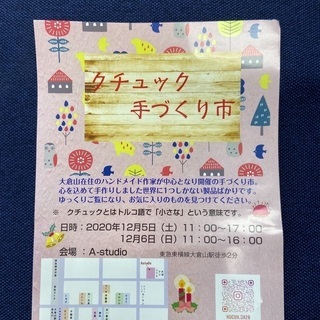 クチュック
手づくり市
大倉山在住のハンドメイド作家が中心となり開催の手づくり市。
心を込めて手作りしました世界に1つしかない製品ばかりです。
ゆっくりご覧になり、お気に入りのものを見つけてください。
※ クチュックとはトルコ語で「小さな」という意味です。
日時：2020年12月5日（土）11：00〜17：00
12月6日（日）11：00〜16：00
会場：A-studio
東急東横線大倉山駅徒歩2分